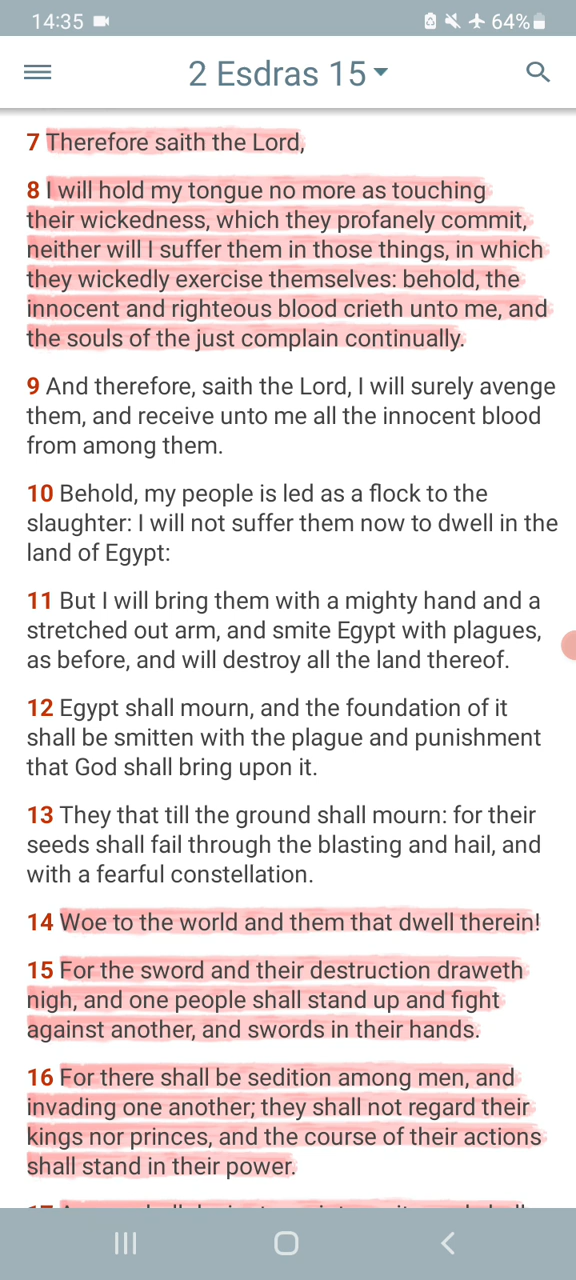 14:35
64%
2 Esdras 15
7 Therefore saith the Lord,
8 I will hold my tongue no more as touching
their wickedness, which they profanely commit,
neither will I suffer them in those things, in which
they wickedly exercise themselves: behold, the
innocent and righteous blood crieth unto me, and
the souls of the just complain continually.
9 And therefore, saith the Lord, I will surely avenge
them, and receive unto me all the innocent blood
from among them.
10 Behold, my people is led as a flock to the
slaughter: I will not suffer them now to dwell in the
land of Egypt:
11 But I will bring them with a mighty hand and a
stretched out arm, and smite Egypt with plagues,
as before, and will destroy all the land thereof.
12 Egypt shall mourn, and the foundation of it
shall be smitten with the plague and punishment
that God shall bring upon it.
13 They that till the ground shall mourn: for their
seeds shall fail through the blasting and hail, and
with a fearful constellation.
14 Woe to the world and them that dwell therein!
15 For the sword and their destruction draweth
nigh, and one people shall stand up and fight
against another, and swords in their hands.
16 For there shall be sedition among men, and
invading one another; they shall not regard their
kings nor princes, and the course of their actions
shall stand in their power.